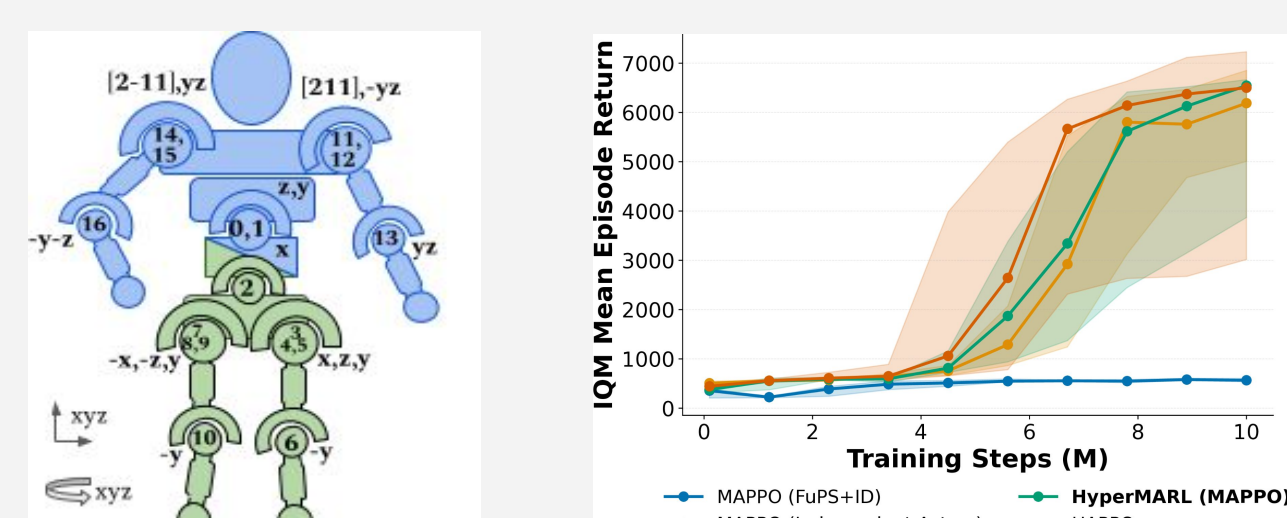 [2-11],yz
[211],-yz
14,
15
11,
12
z,y
16
0,1
13
-y-z
x
yz
2
7
8,9
3
4,5
-x,-z,y
x,z,y
xyz
10
6
-y
-y
xyz
IQM Mean Episode Return
7000
6000
5000
4000
3000
2000
1000
0
0
2
4
6
8
10
Training Steps (M)
MAPPO (FuPS+ID)
HyperMARL (MAPPO)